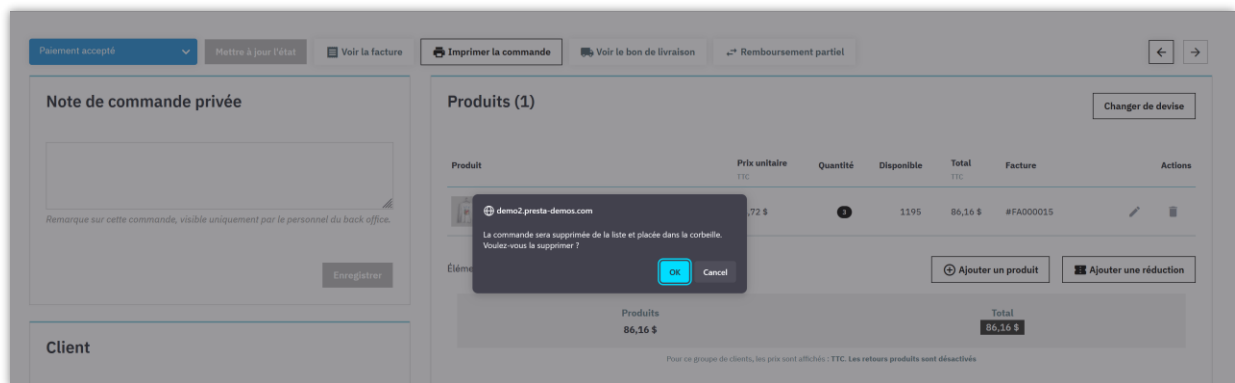 Paiement accepté
Mettre à jour l'état
Voir la facture
Imprimer la commande
Voir le bon de livraison
Remboursement partiel
Note de commande privée
Remarque sur cette commande, visible uniquement par le personnel du back office.
Enregistrer
Client
Produits (1)
Changer de devise
Produit Prix unitaire Quantité Disponible Total Facture Actions
TTC TTC
,72 $ 3 1195 86,16 $ #FA000015
demo2.presta-demos.com
La commande sera supprimée de la liste et placée dans la corbeille.
Voulez-vous la supprimer ?
OK Cancel
Ajouter un produit
Ajouter une réduction
Produits Total
86,16 $ 86,16 $
Pour ce groupe de clients, les prix sont affichés : TTC. Les retours produits sont désactivés